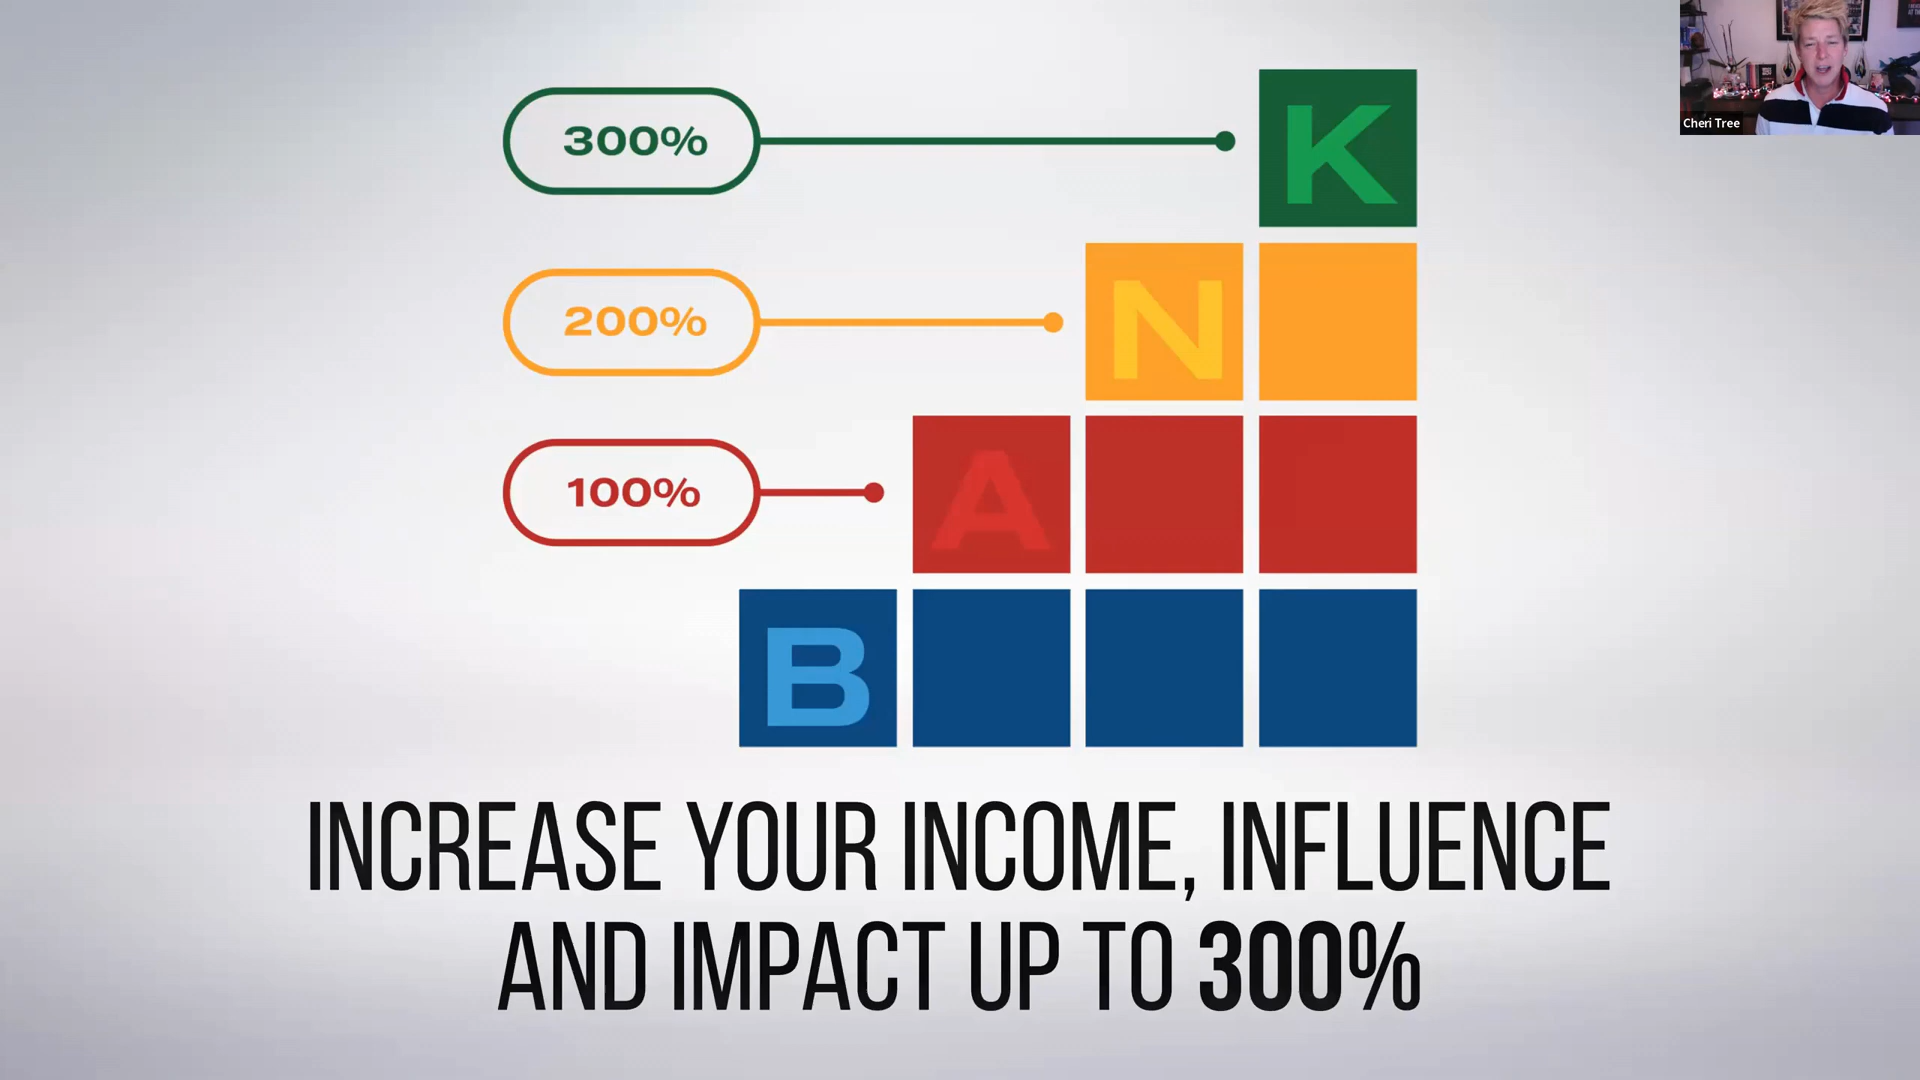 300%
K
200%
N
100%
A
B
INCREASE YOUR INCOME, INFLUENCE
AND IMPACT UP TO 300%
Cheri Tree